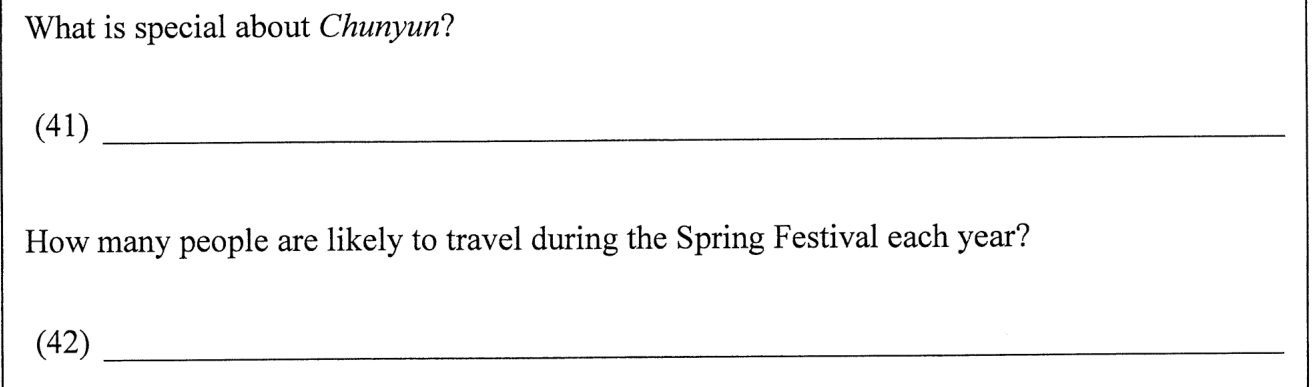 What is special about Chunyun?
(41)
How many people are likely to travel during the Spring Festival each year?
(42)